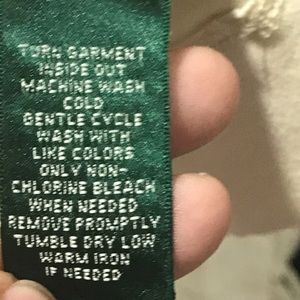 TURN GARMENT
INSIDE OUT
MACHINE WASH
COLD
GENTLE CYCLE
WASH WITH
LIKE COLORS
ONLY NON-
CHLORINE BLEACH
WHEN NEEDED
REMOVE PROMPTLY
TUMBLE DRY LOW
WARM IRON
IF NEEDED